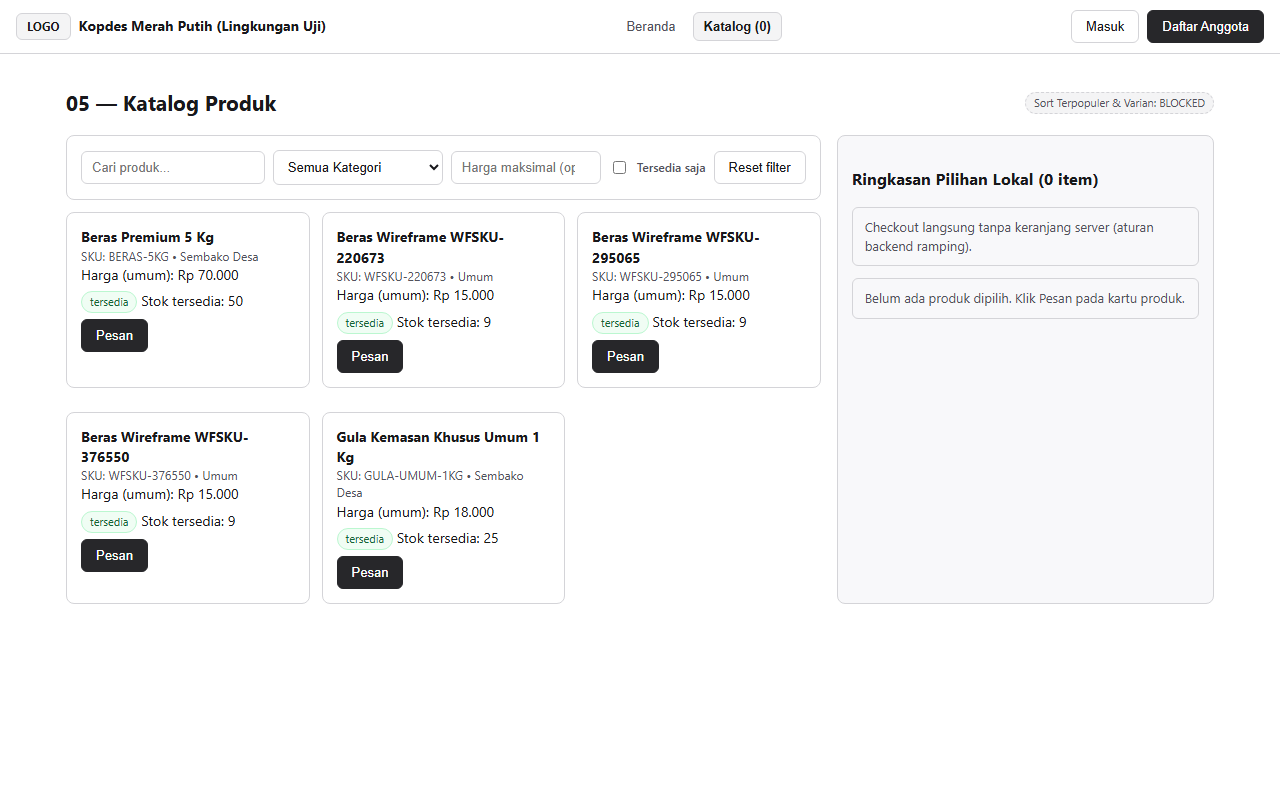 LOGO
Kopdes Merah Putih (Lingkungan Uji)
Beranda
Katalog (0)
Masuk
Daftar Anggota
05 — Katalog Produk
Sort Terpopuler & Varian: BLOCKED
Cari produk...
Semua Kategori
Harga maksimal (op
Tersedia saja
Reset filter
Beras Premium 5 Kg
SKU: BERAS-5KG • Sembako Desa
Harga (umum): Rp 70.000
tersedia Stok tersedia: 50
Pesan
Beras Wireframe WFSKU-
220673
SKU: WFSKU-220673 • Umum
Harga (umum): Rp 15.000
tersedia Stok tersedia: 9
Pesan
Beras Wireframe WFSKU-
295065
SKU: WFSKU-295065 • Umum
Harga (umum): Rp 15.000
tersedia Stok tersedia: 9
Pesan
Beras Wireframe WFSKU-
376550
SKU: WFSKU-376550 • Umum
Harga (umum): Rp 15.000
tersedia Stok tersedia: 9
Pesan
Gula Kemasan Khusus Umum 1
Kg
SKU: GULA-UMUM-1KG • Sembako
Desa
Harga (umum): Rp 18.000
tersedia Stok tersedia: 25
Pesan
Ringkasan Pilihan Lokal (0 item)
Checkout langsung tanpa keranjang server (aturan
backend ramping).
Belum ada produk dipilih. Klik Pesan pada kartu produk.